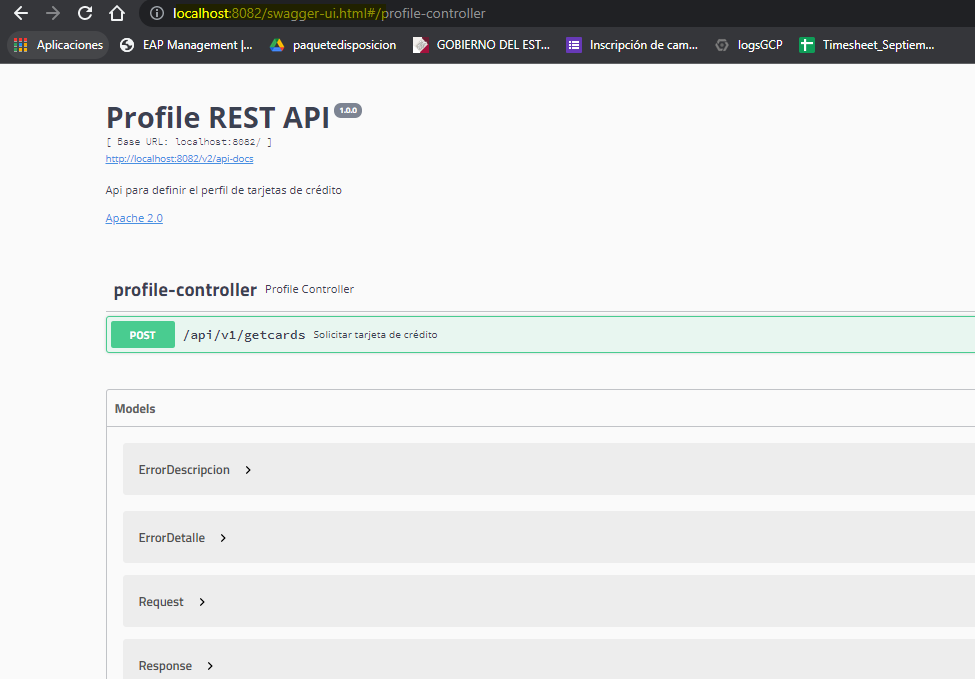 localhost:8082/swagger-ui.html#/profile-controller
Aplicaciones EAP Management |... paquetedisposicion GOBIERNO DEL EST... Inscripción de cam... logsGCP Timesheet_Septiem...
Profile REST API 1.0.0
[ Base URL: localhost:8082/ ]
http://localhost:8082/v2/api-docs
Api para definir el perfil de tarjetas de crédito
Apache 2.0
profile-controller Profile Controller
POST /api/v1/getcards Solicitar tarjeta de crédito
Models
ErrorDescripcion
ErrorDetalle
Request
Response